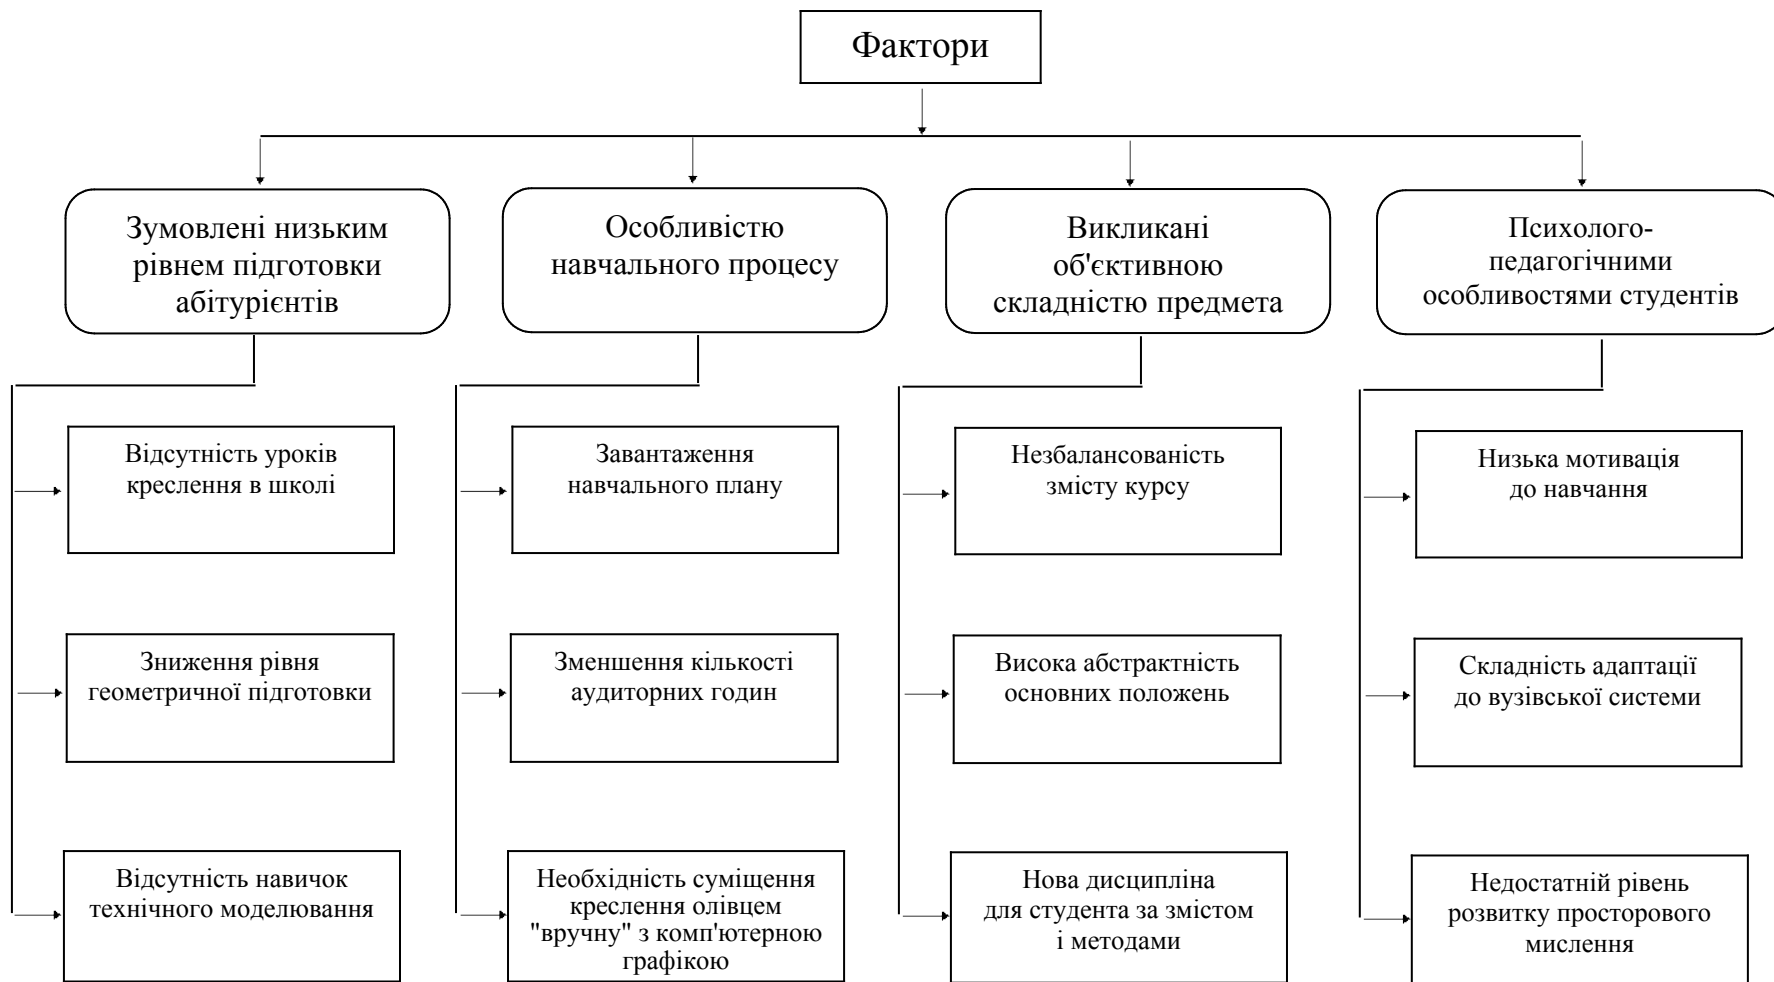 Фактори
Зумовлені низьким
рівнем підготовки
абітурієнтів
Особливістю
навчального процесу
Викликані
об'єктивною
складністю предмета
Психолого-
педагогічними
особливостями студентів
Відсутність уроків
креслення в школі
Завантаження
навчального плану
Незбалансованість
змісту курсу
Низька мотивація
до навчання
Зниження рівня
геометричної підготовки
Зменшення кількості
аудиторних годин
Висока абстрактність
основних положень
Складність адаптації
до вузівської системи
Відсутність навичок
технічного моделювання
Необхідність суміщення
креслення олівцем
"вручну" з комп'ютерною
графікою
Нова дисципліна
для студента за змістом
і методами
Недостатній рівень
розвитку просторового
мислення